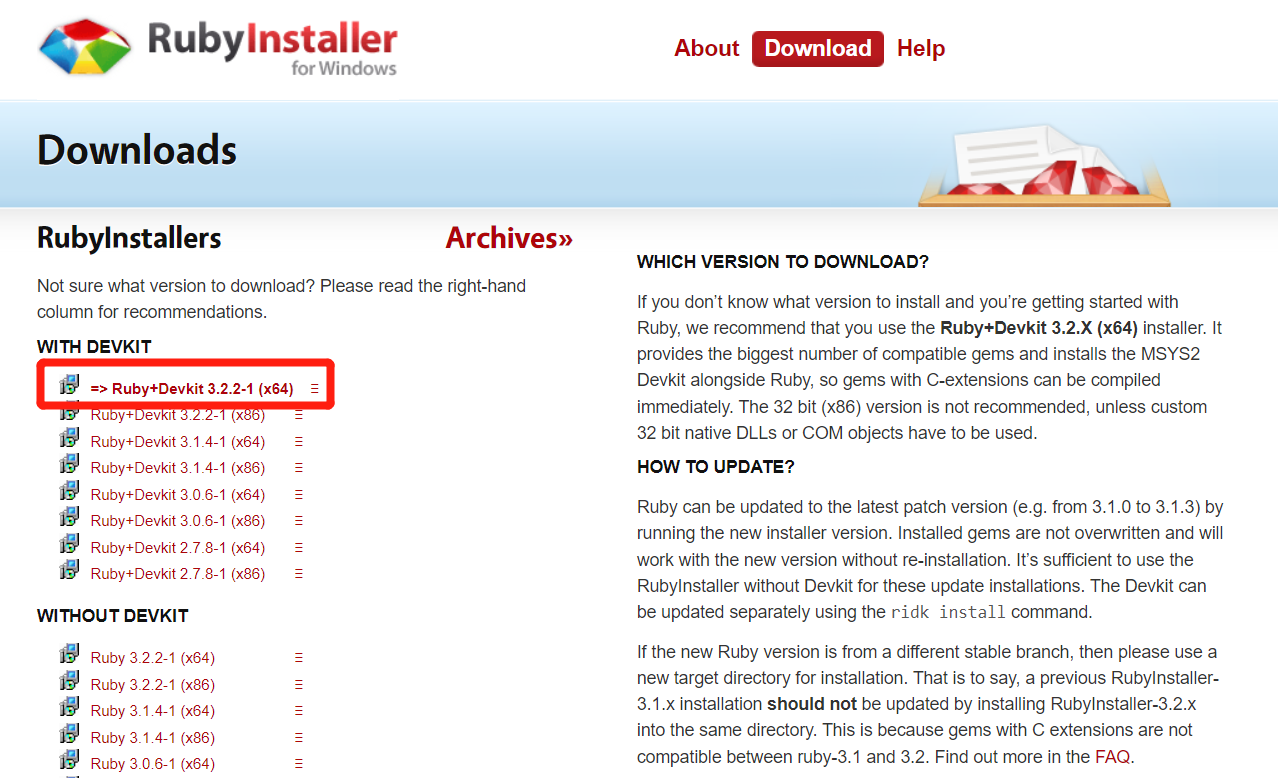 RubyInstaller
for Windows
About
Download
Help
Downloads
RubyInstallers
Archives»
Not sure what version to download? Please read the right-hand
column for recommendations.
WITH DEVKIT
=> Ruby+Devkit 3.2.2-1 (x64)
Ruby+Devkit 3.2.2-1 (x86)
Ruby+Devkit 3.1.4-1 (x64)
Ruby+Devkit 3.1.4-1 (x86)
Ruby+Devkit 3.0.6-1 (x64)
Ruby+Devkit 3.0.6-1 (x86)
Ruby+Devkit 2.7.8-1 (x64)
Ruby+Devkit 2.7.8-1 (x86)
WITHOUT DEVKIT
Ruby 3.2.2-1 (x64)
Ruby 3.2.2-1 (x86)
Ruby 3.1.4-1 (x64)
Ruby 3.1.4-1 (x86)
Ruby 3.0.6-1 (x64)
WHICH VERSION TO DOWNLOAD?
If you don’t know what version to install and you’re getting started with
Ruby, we recommend that you use the Ruby+Devkit 3.2.X (x64) installer. It
provides the biggest number of compatible gems and installs the MSYS2
Devkit alongside Ruby, so gems with C-extensions can be compiled
immediately. The 32 bit (x86) version is not recommended, unless custom
32 bit native DLLs or COM objects have to be used.
HOW TO UPDATE?
Ruby can be updated to the latest patch version (e.g. from 3.1.0 to 3.1.3) by
running the new installer version. Installed gems are not overwritten and will
work with the new version without re-installation. It’s sufficient to use the
RubyInstaller without Devkit for these update installations. The Devkit can
be updated separately using the ridk install command.
If the new Ruby version is from a different stable branch, then please use a
new target directory for installation. That is to say, a previous RubyInstaller-
3.1.x installation should not be updated by installing RubyInstaller-3.2.x
into the same directory. This is because gems with C extensions are not
compatible between ruby-3.1 and 3.2. Find out more in the FAQ.